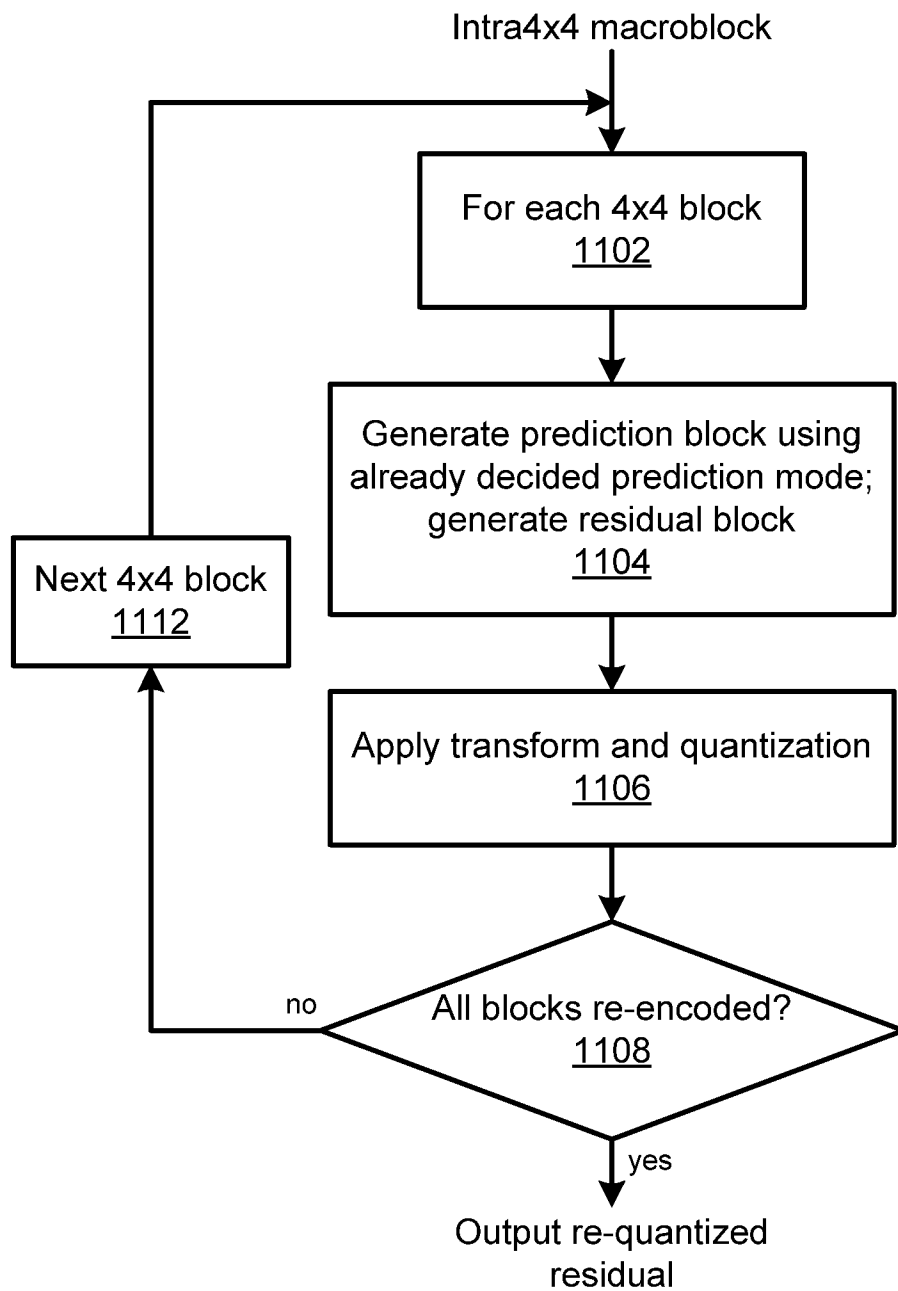 Intra4x4 macroblock
For each 4x4 block
1102
Generate prediction block using
already decided prediction mode;
generate residual block
1104
Next 4x4 block
1112
Apply transform and quantization
1106
no
All blocks re-encoded?
1108
yes
Output re-quantized
residual